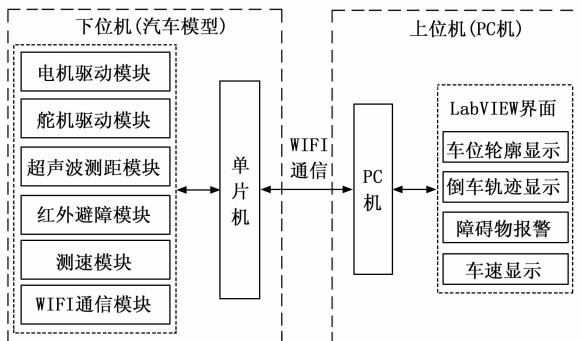 下位机(汽车模型)
电机驱动模块
舵机驱动模块
超声波测距模块
红外避障模块
测速模块
WIFI通信模块
单片机
WIFI
通信
上位机(PC机)
PC
机
LabVIEW界面
车位轮廓显示
倒车轨迹显示
障碍物报警
车速显示